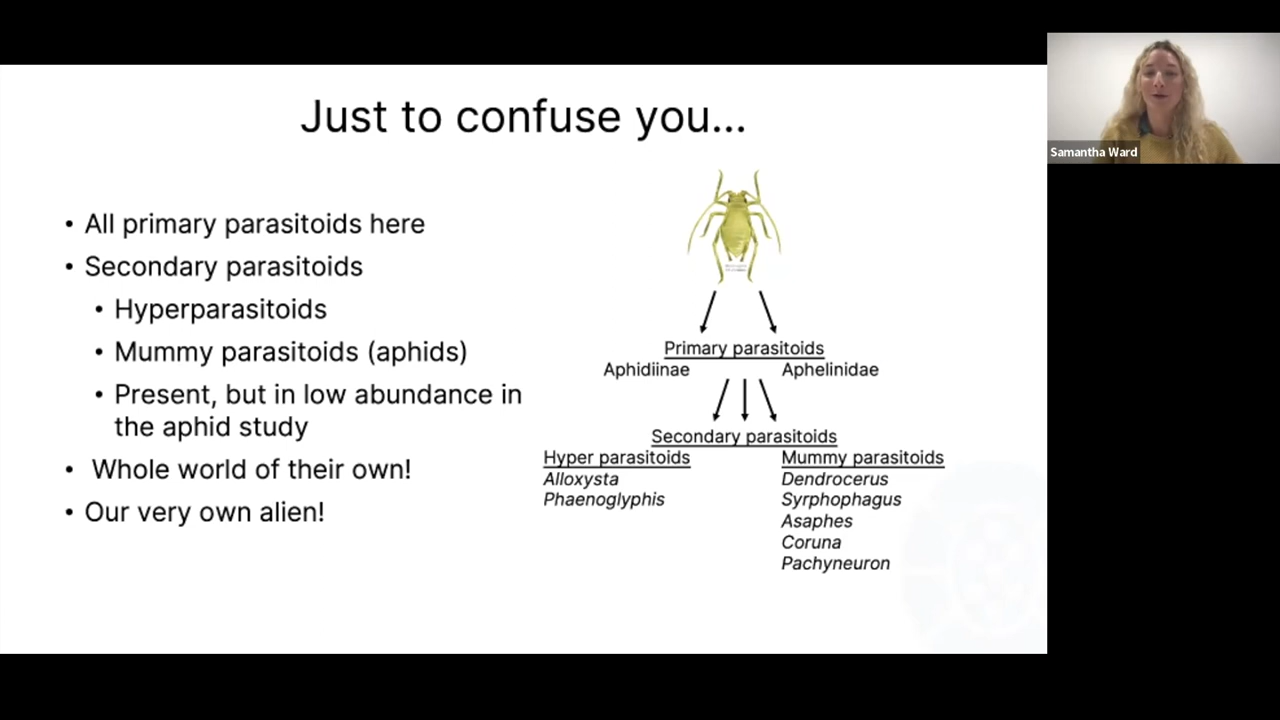 Just to confuse you...
• All primary parasitoids here
• Secondary parasitoids
• Hyperparasitoids
• Mummy parasitoids (aphids)
• Present, but in low abundance in
the aphid study
• Whole world of their own!
• Our very own alien!
Primary parasitoids
Aphidiinae Aphelinidae
Secondary parasitoids
Hyper parasitoids Mummy parasitoids
Alloxysta Dendrocerus
Phaenoglyphis Syrphophagus
Asaphes
Coruna
Pachyneuron
Samantha Ward